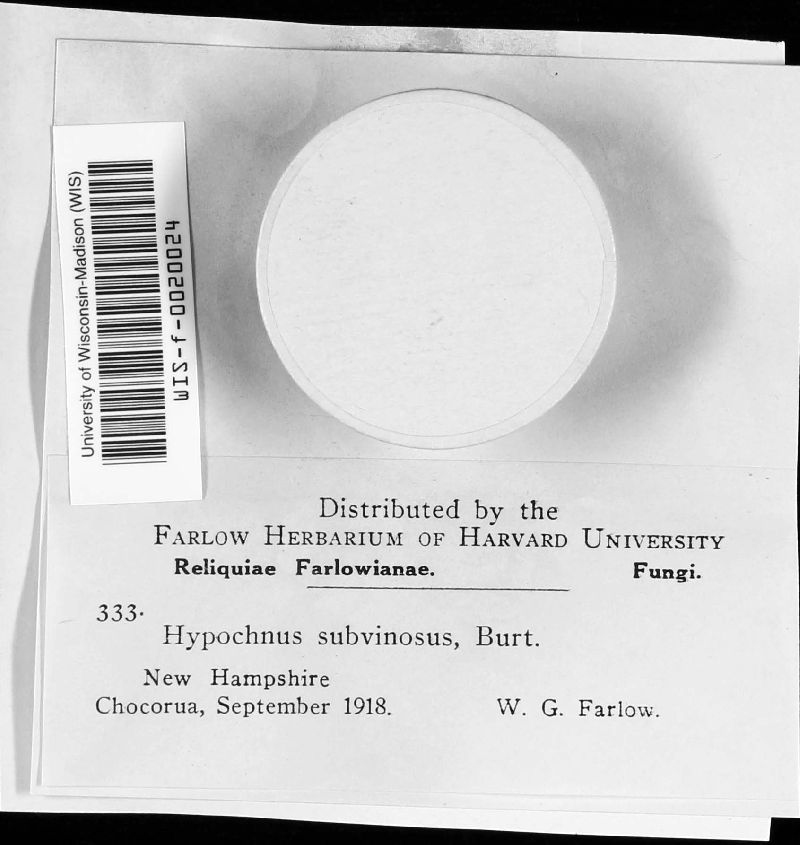 University of Wisconsin-Madison (WIS)
WIS-f-0020024
Distributed by the
FARLOW HERBARIUM OF HARVARD UNIVERSITY
Reliquiae Farlowianae. Fungi.
333.
Hypochnus subvinosus, Burt.
New Hampshire
Chocorua, September 1918. W. G. Farlow.